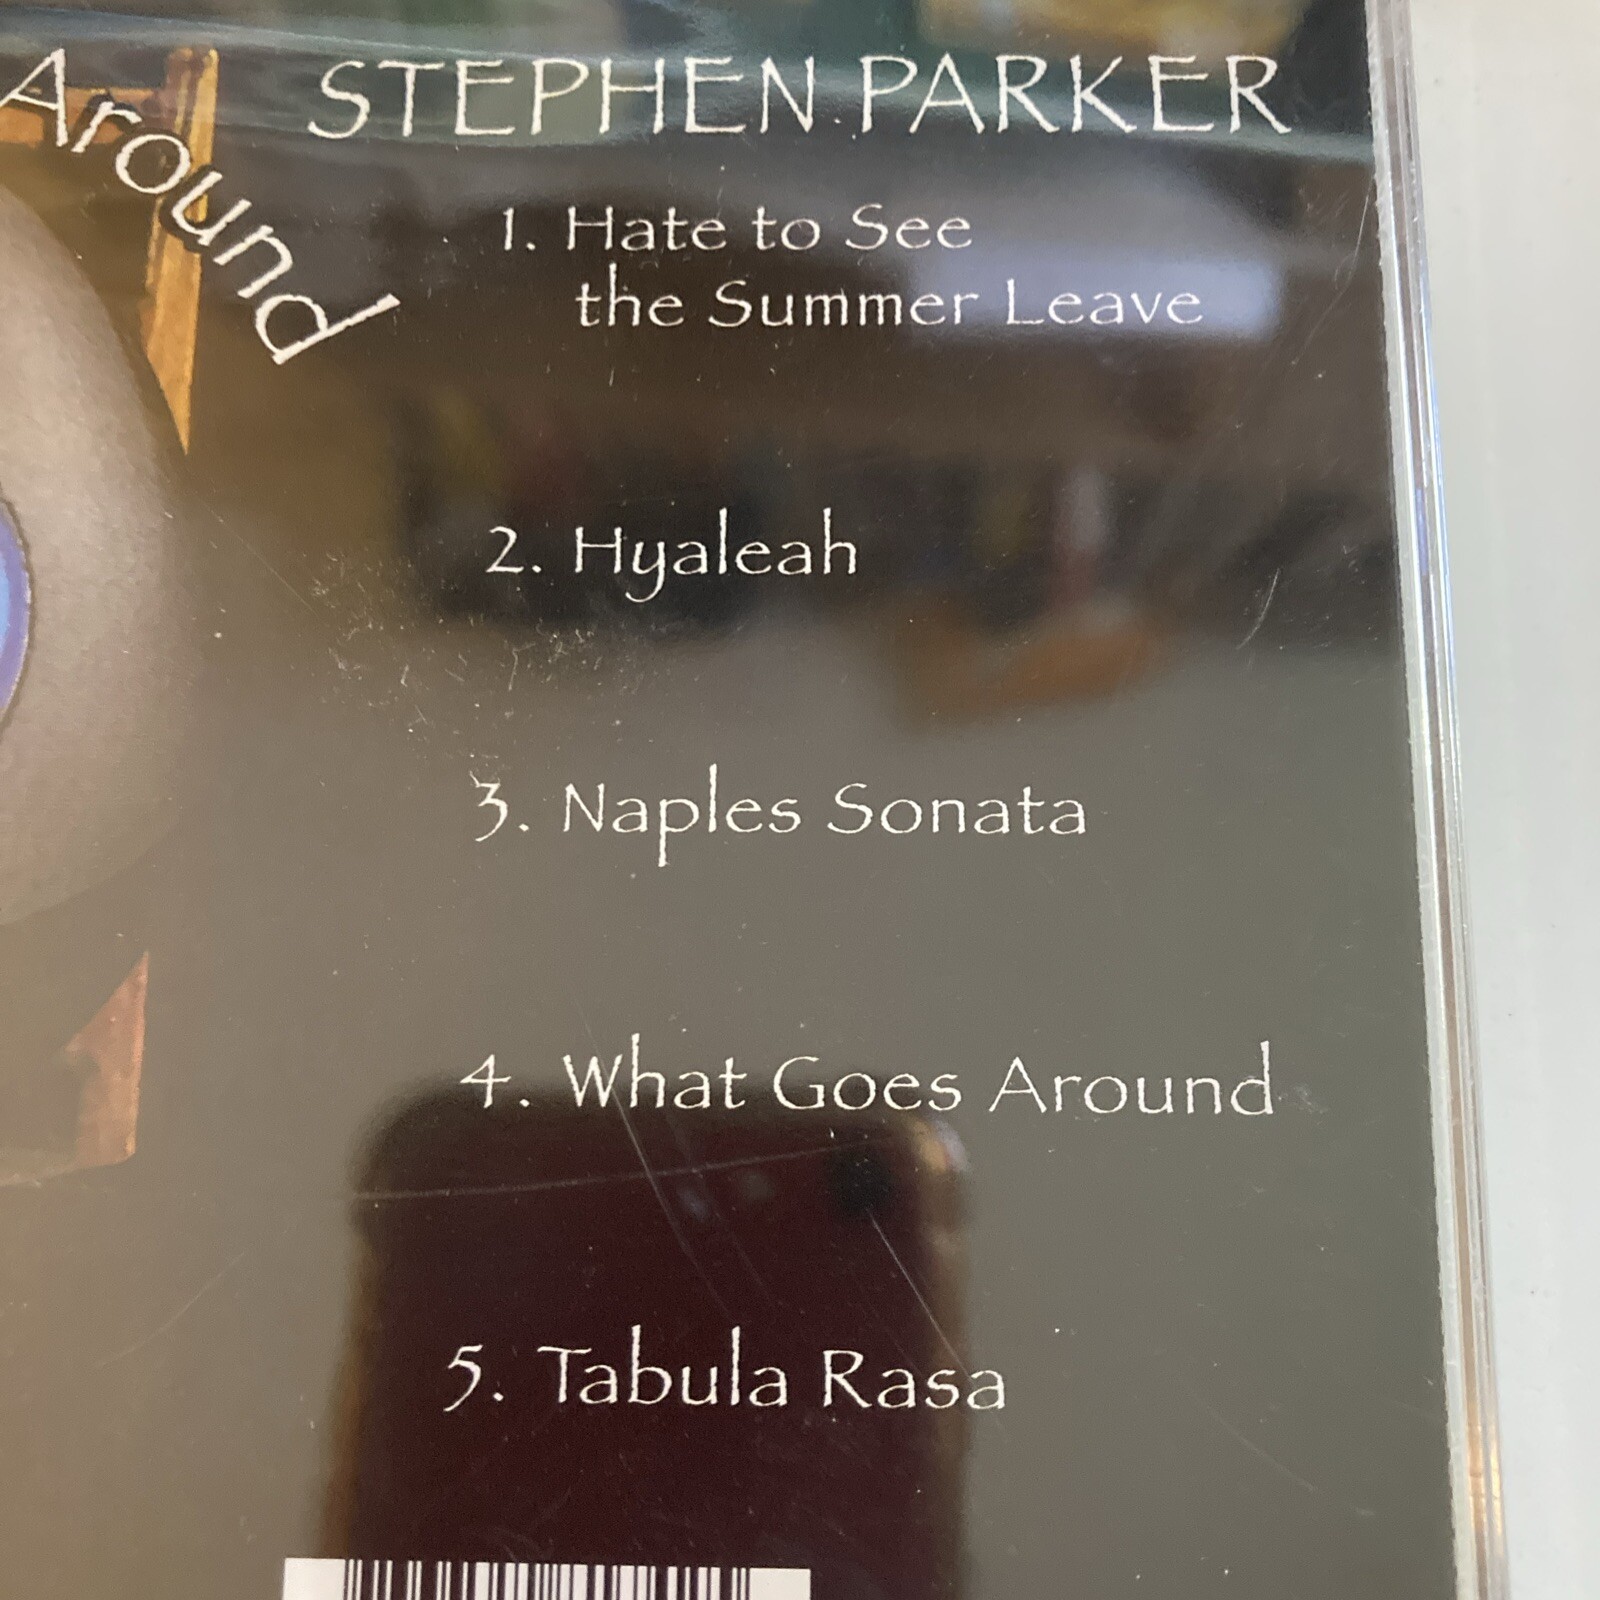 Around
STEPHEN PARKER
1. Hate to See
the Summer Leave
2. Hyaleah
3. Naples Sonata
4. What Goes Around
5. Tabula Rasa